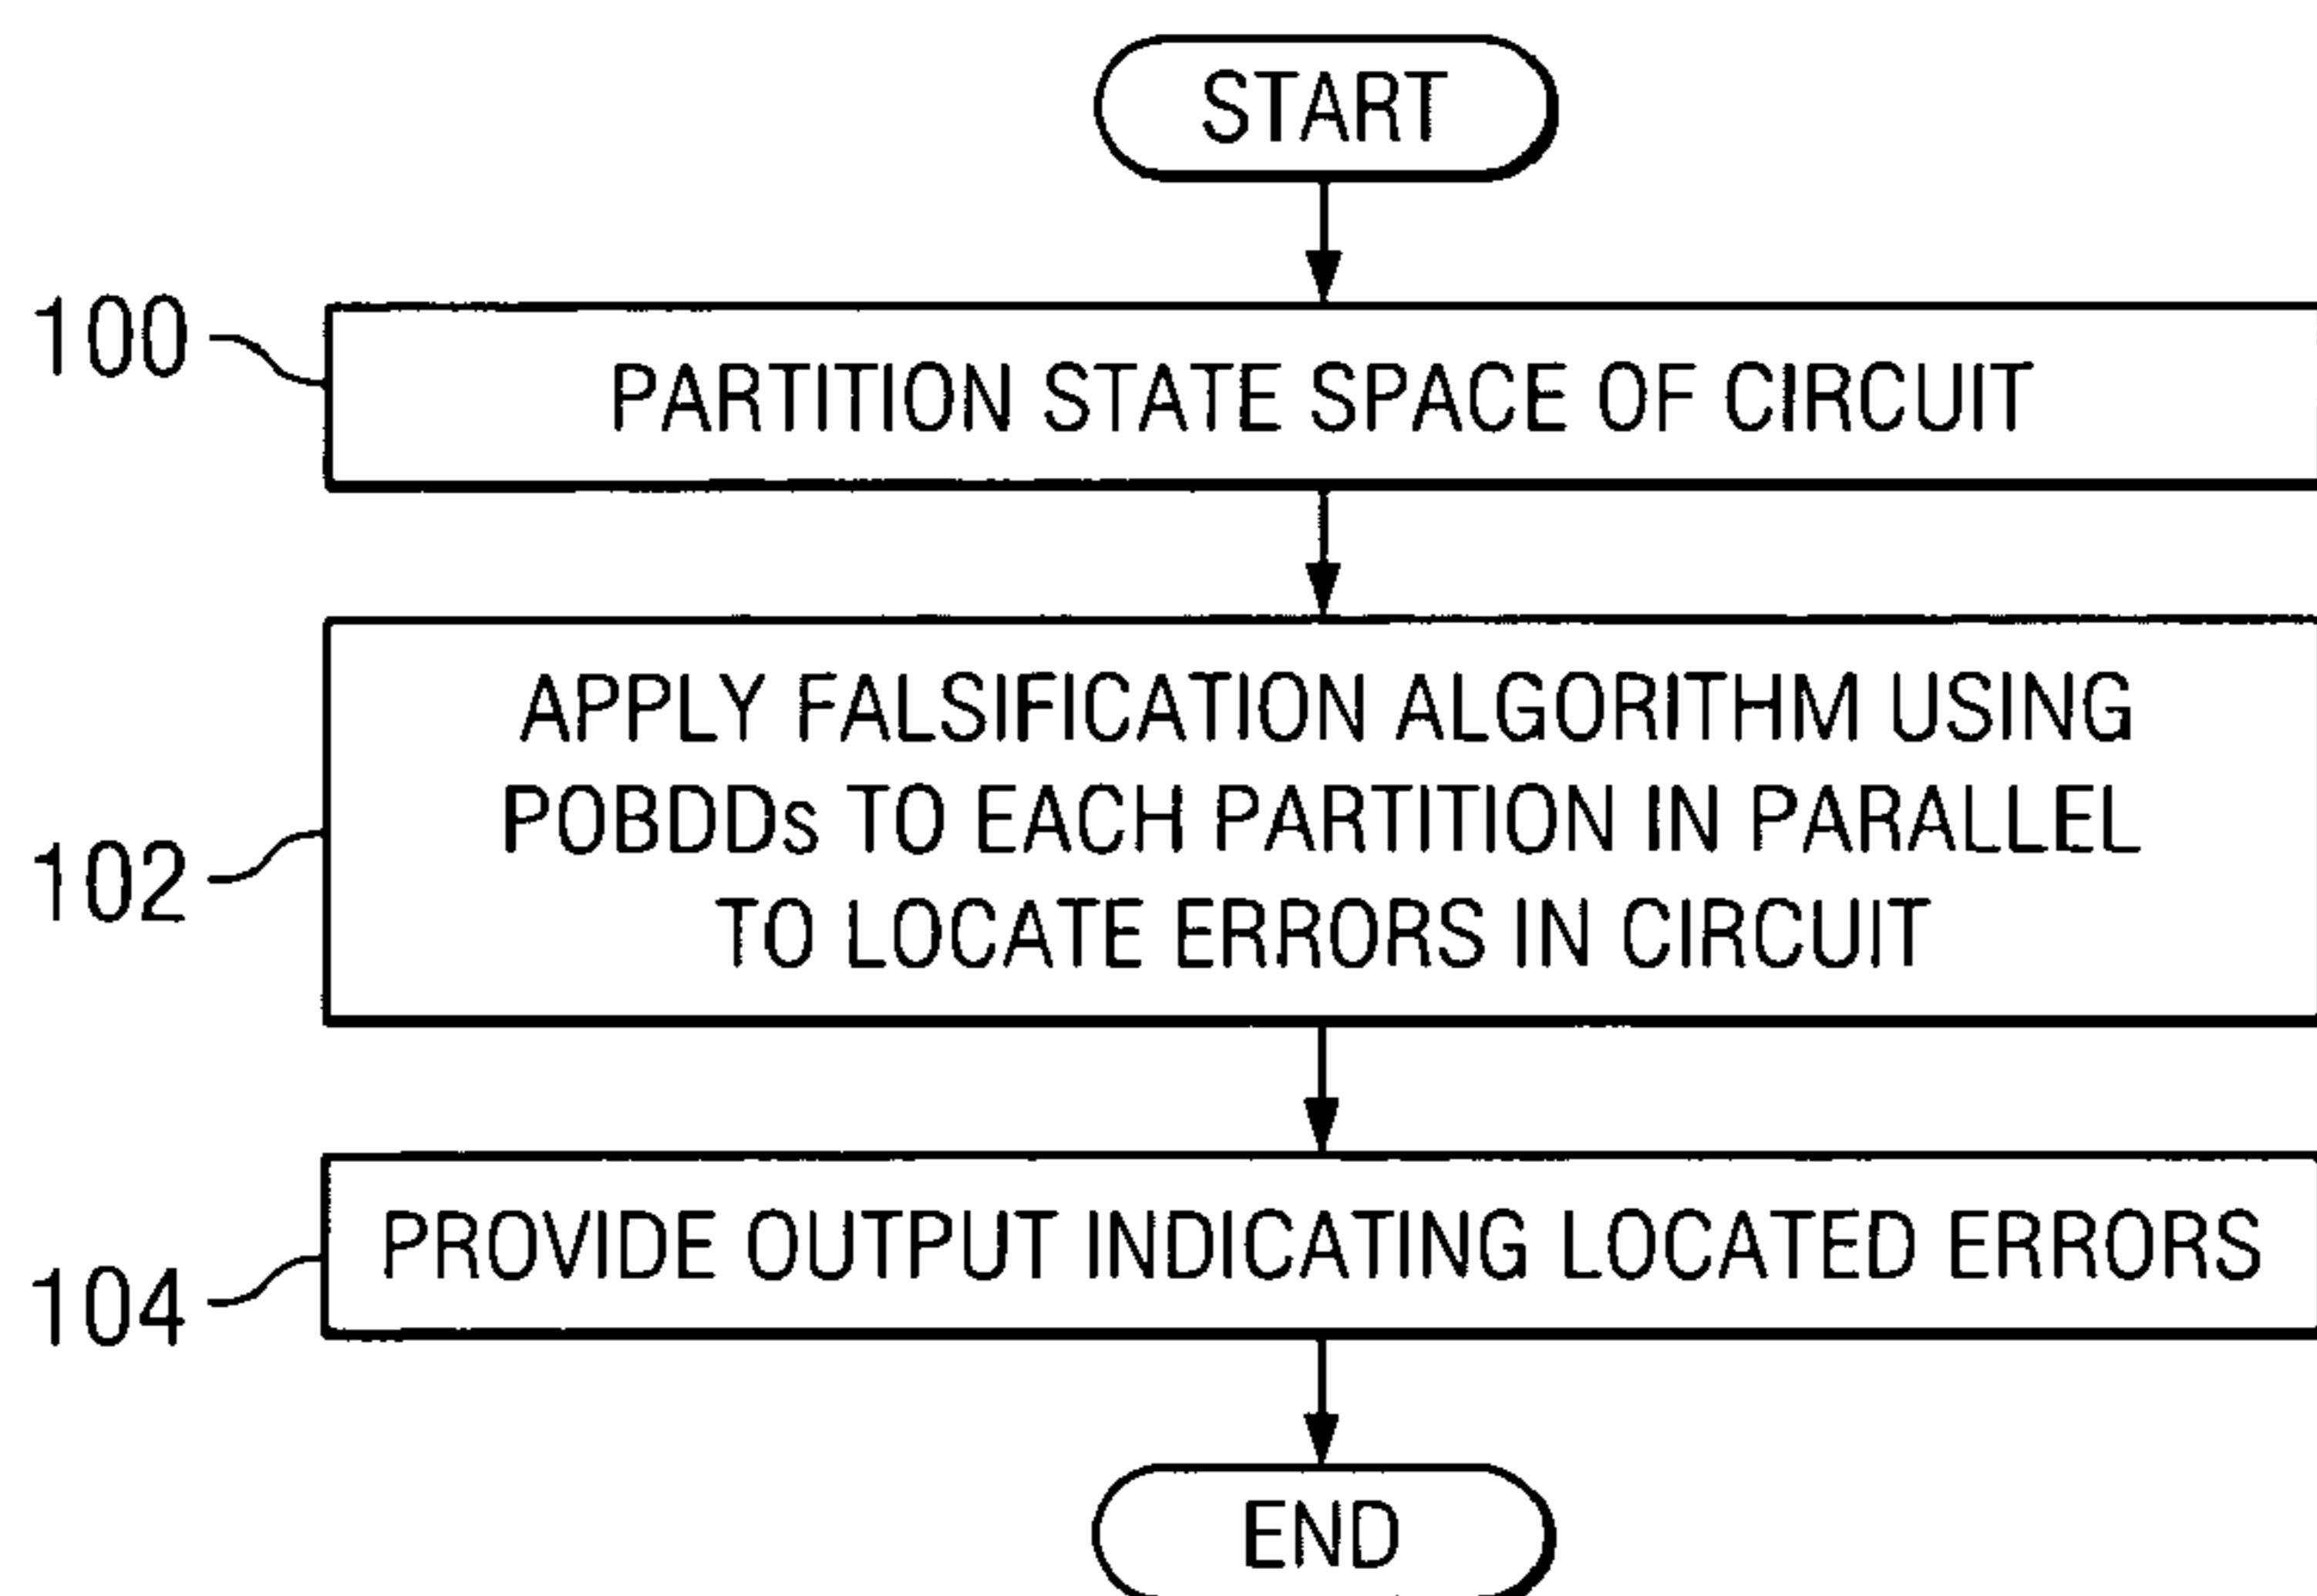 START
100
PARTITION STATE SPACE OF CIRCUIT
APPLY FALSIFICATION ALGORITHM USING
POBDDs TO EACH PARTITION IN PARALLEL
TO LOCATE ERRORS IN CIRCUIT
102
PROVIDE OUTPUT INDICATING LOCATED ERRORS
104
END